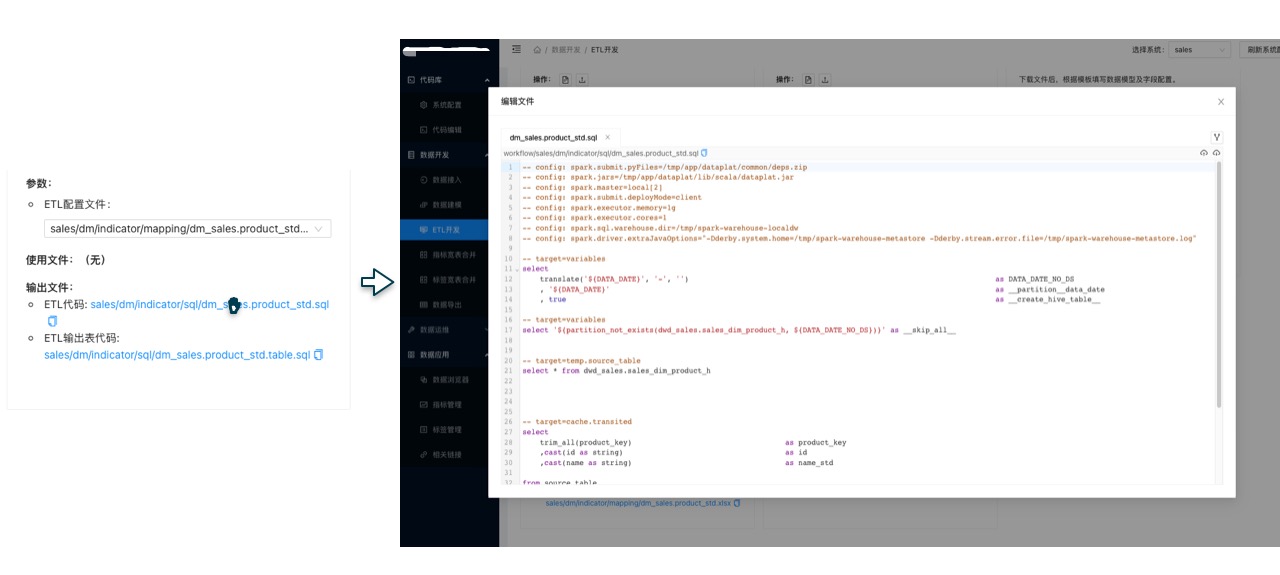 参数：
ETL配置文件：
sales/dm/indicator/mapping/dm_sales.product_std...
使用文件：（无）
输出文件：
ETL代码: sales/dm/indicator/sql/dm_sales.product_std.sql
ETL输出表代码:
sales/dm/indicator/sql/dm_sales.product_std.table.sql
/ 数据开发 / ETL开发
选择系统: sales
刷新系统
代码库
系统配置
代码编辑
数据开发
数据接入
数据建模
ETL开发
指标宽表合并
标签宽表合并
数据导出
数据运维
数据应用
数据浏览器
指标管理
标签管理
相关链接
操作：
操作：
下载文件后，根据模板填写数据模型及字段配置。
编辑文件
dm_sales.product_std.sql
workflow/sales/dm/indicator/sql/dm_sales.product_std.sql
1 -- config: spark.submit.pyFiles=/tmp/app/dataplat/common/deps.zip
2 -- config: spark.jars=/tmp/app/dataplat/lib/scala/dataplat.jar
3 -- config: spark.master=local[2]
4 -- config: spark.submit.deployMode=client
5 -- config: spark.executor.memory=1g
6 -- config: spark.executor.cores=1
7 -- config: spark.sql.warehouse.dir=/tmp/spark-warehouse-localdw
8 -- config: spark.driver.extraJavaOptions="-Dderby.system.home=/tmp/spark-warehouse-metastore -Dderby.stream.error.file=/tmp/spark-warehouse-metastore.log"
9
10 -- target=variables
11 select
12 translate('${DATA_DATE}', '-', '') as DATA_DATE_NO_DS
13 , '${DATA_DATE}' as __partition__data_date
14 , true as __create_hive_table__
15
16 -- target=variables
17 select '${partition_not_exists(dwd_sales.sales_dim_product_h, ${DATA_DATE_NO_DS})}' as __skip_all__
18
19
20 -- target=temp.source_table
21 select * from dwd_sales.sales_dim_product_h
22
23
24
25
26 -- target=cache.transited
27 select
28 trim_all(product_key) as product_key
29 ,cast(id as string) as id
30 ,cast(name as string) as name_std
31
from source_table
sales/dm/indicator/mapping/dm_sales.product_std.xlsx